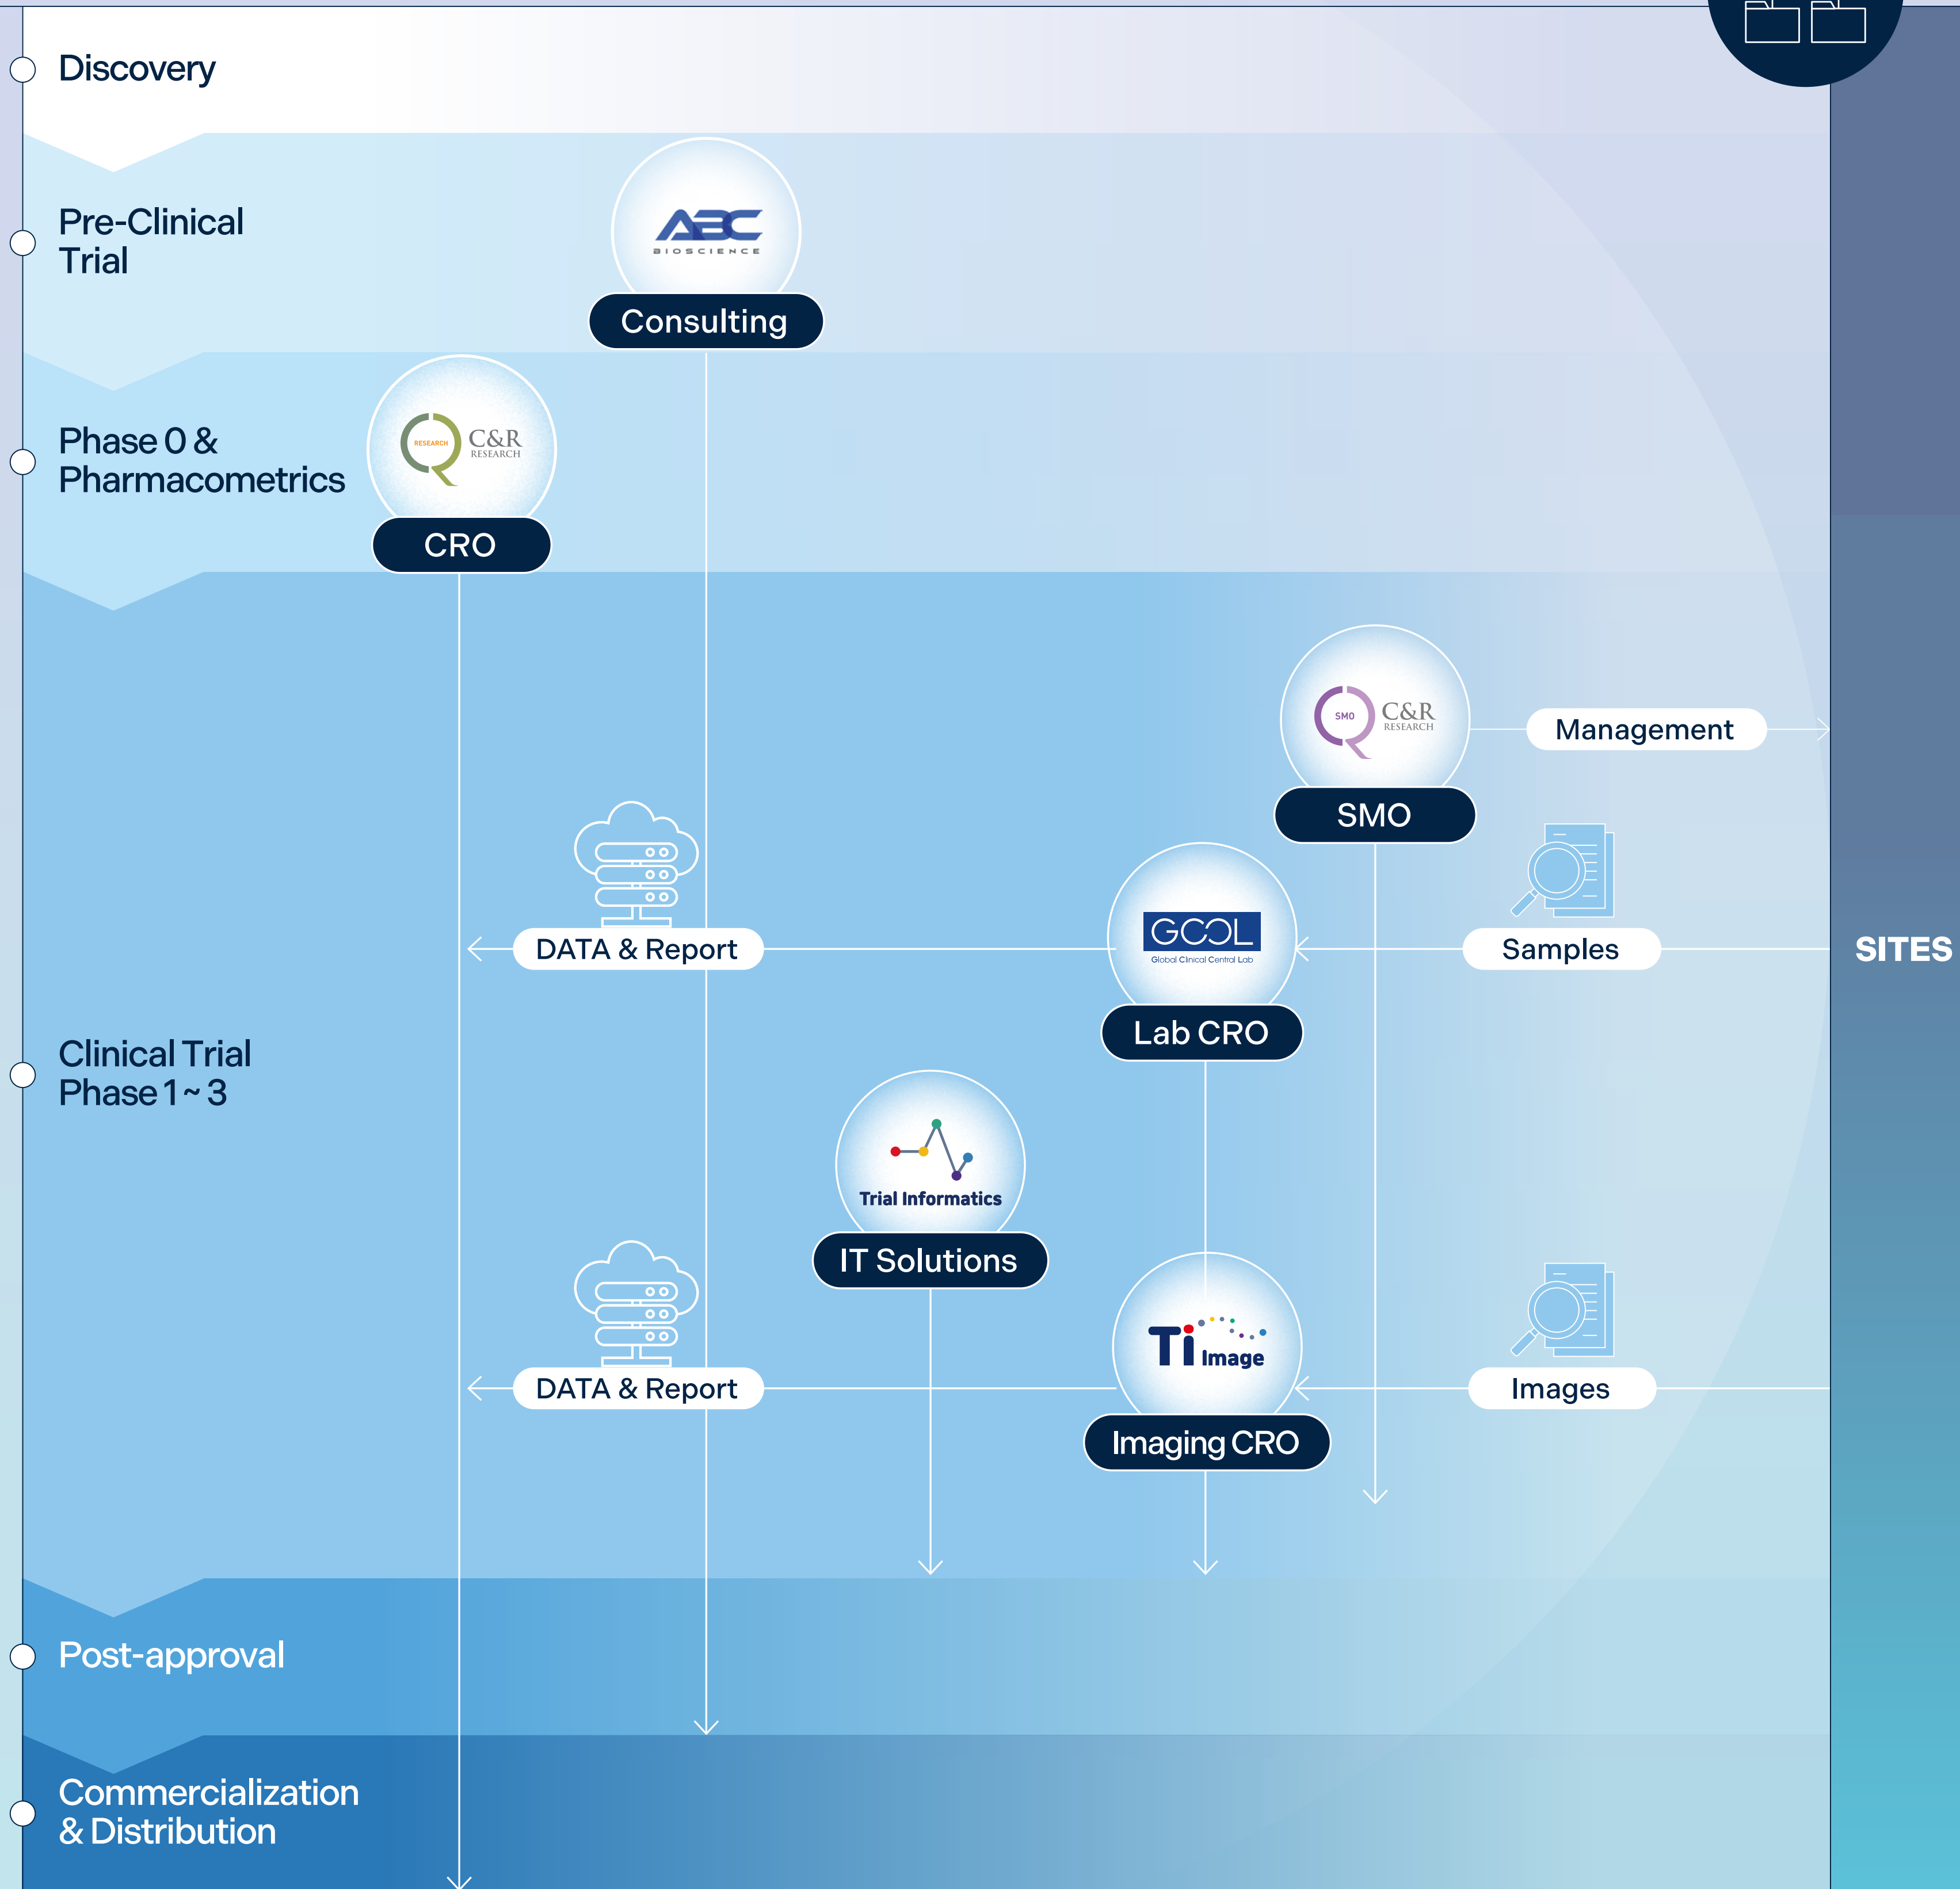 Discovery
Pre-Clinical
Trial
ABC
BIOSCIENCE
Consulting
Phase 0 &
Pharmacometrics
RESEARCH
C&R
RESEARCH
CRO
SMO
C&R
RESEARCH
Management
SMO
DATA & Report
GCCL
Global Clinical Central Lab
Samples
SITES
Lab CRO
Clinical Trial
Phase 1 ~ 3
Trial Informatics
IT Solutions
Ti Image
DATA & Report
Images
Imaging CRO
Post-approval
Commercialization
& Distribution